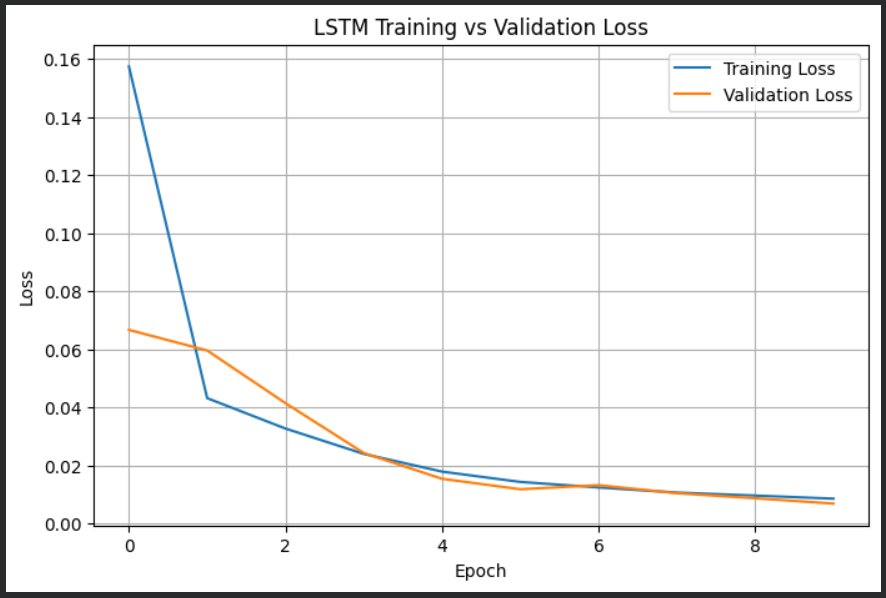 LSTM Training vs Validation Loss
Training Loss
Validation Loss
0.16
0.14
0.12
0.10
0.08
0.06
0.04
0.02
0.00
Loss
0 2 4 6 8
Epoch